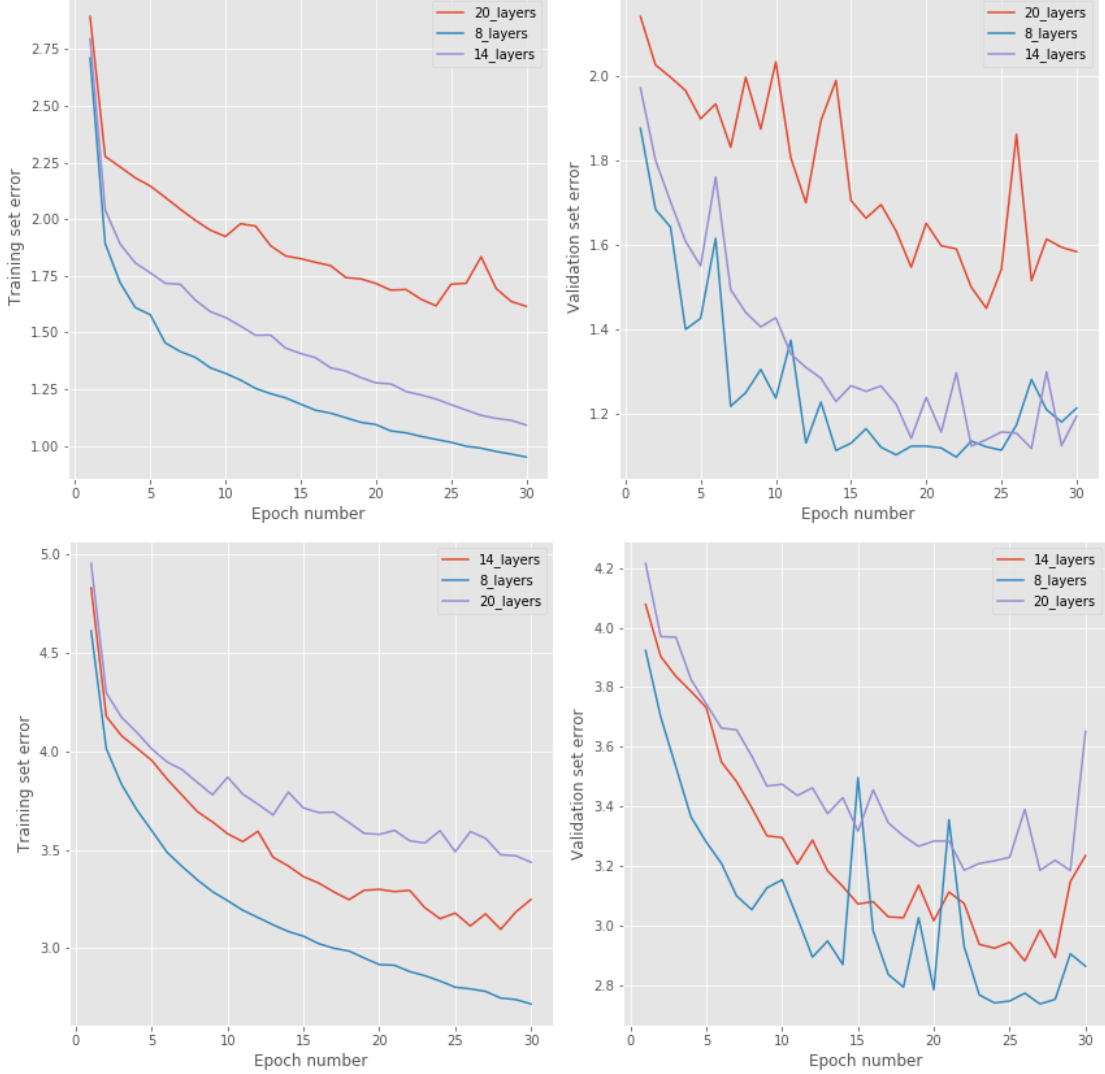 20_layers
8_layers
14_layers
2.75
2.50
2.25
2.00
1.75
1.50
1.25
1.00
Training set error
0 5 10 15 20 25 30
Epoch number
20_layers
8_layers
14_layers
2.0
1.8
1.6
1.4
1.2
Validation set error
0 5 10 15 20 25 30
Epoch number
14_layers
8_layers
20_layers
5.0
4.5
4.0
3.5
3.0
Training set error
0 5 10 15 20 25 30
Epoch number
14_layers
8_layers
20_layers
4.2
4.0
3.8
3.6
3.4
3.2
3.0
2.8
Validation set error
0 5 10 15 20 25 30
Epoch number